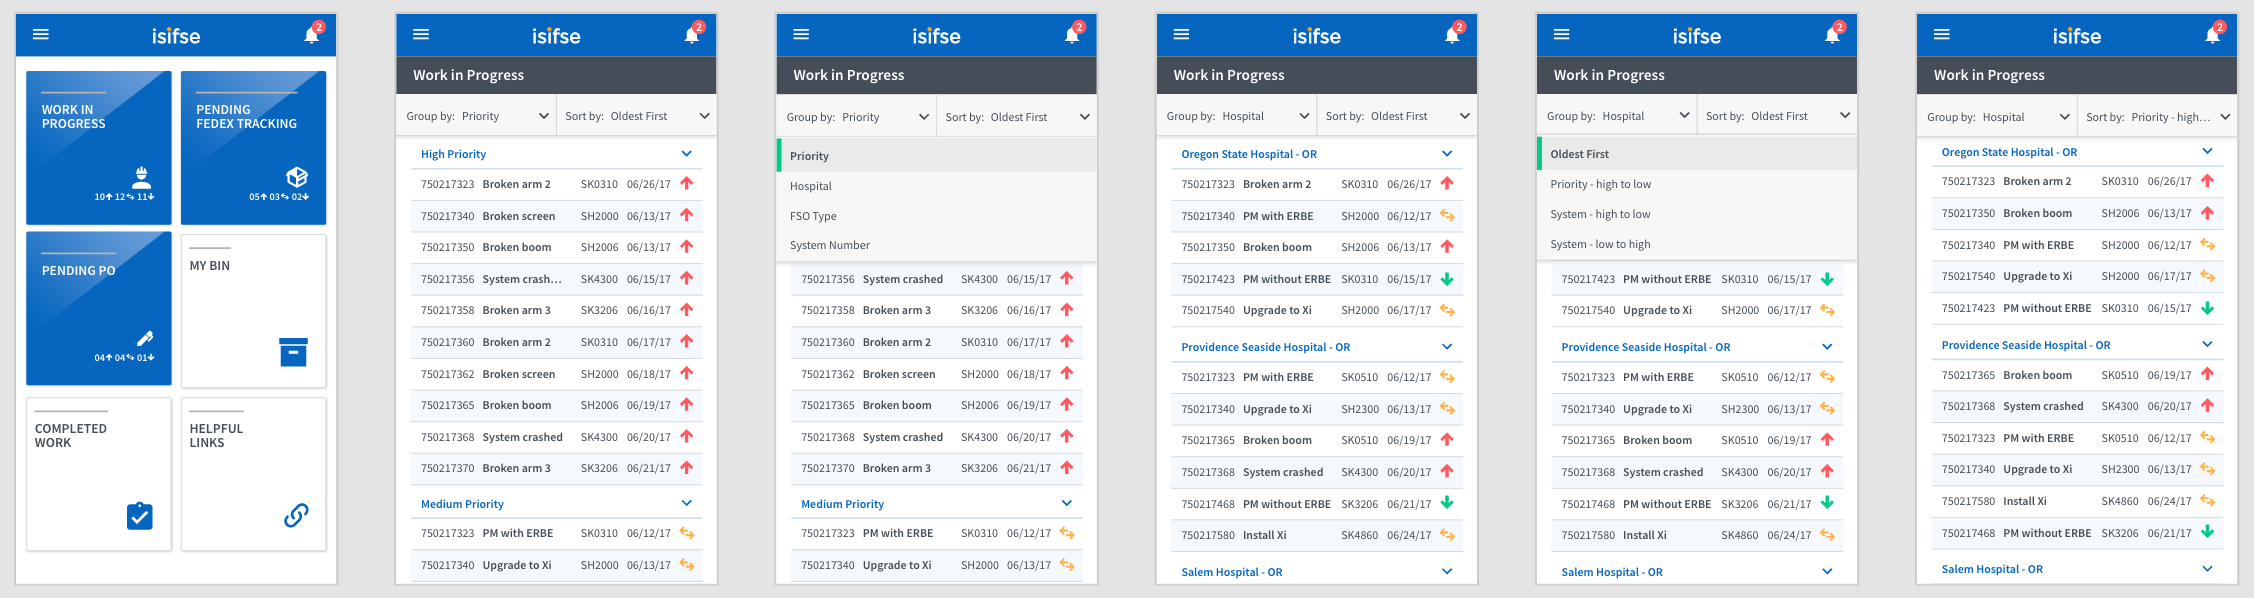 isifse 2
WORK IN
PROGRESS
10 12 11
PENDING
FEDEX TRACKING
05 03 02
PENDING PO
04 04 01
MY BIN
COMPLETED
WORK
HELPFUL
LINKS
isifse 2
Work in Progress
Group by: Priority Sort by: Oldest First
High Priority
750217323 Broken arm 2 SK0310 06/26/17
750217340 Broken screen SH2000 06/13/17
750217350 Broken boom SH2006 06/13/17
750217356 System crash... SK4300 06/15/17
750217358 Broken arm 3 SK3206 06/16/17
750217360 Broken arm 2 SK0310 06/17/17
750217362 Broken screen SH2000 06/18/17
750217365 Broken boom SH2006 06/19/17
750217368 System crashed SK4300 06/20/17
750217370 Broken arm 3 SK3206 06/21/17
Medium Priority
750217323 PM with ERBE SK0310 06/12/17
750217340 Upgrade to Xi SH2000 06/13/17
isifse 2
Work in Progress
Group by: Priority Sort by: Oldest First
Priority
Hospital
FSO Type
System Number
750217356 System crashed SK4300 06/15/17
750217358 Broken arm 3 SK3206 06/16/17
750217360 Broken arm 2 SK0310 06/17/17
750217362 Broken screen SH2000 06/18/17
750217365 Broken boom SH2006 06/19/17
750217368 System crashed SK4300 06/20/17
750217370 Broken arm 3 SK3206 06/21/17
Medium Priority
750217323 PM with ERBE SK0310 06/12/17
750217340 Upgrade to Xi SH2000 06/13/17
isifse 2
Work in Progress
Group by: Hospital Sort by: Oldest First
Oregon State Hospital - OR
750217323 Broken arm 2 SK0310 06/26/17
750217340 PM with ERBE SH2000 06/12/17
750217350 Broken boom SH2006 06/13/17
750217423 PM without ERBE SK0310 06/15/17
750217540 Upgrade to Xi SH2000 06/17/17
Providence Seaside Hospital - OR
750217323 PM with ERBE SK0510 06/12/17
750217340 Upgrade to Xi SH2300 06/13/17
750217365 Broken boom SK0510 06/19/17
750217368 System crashed SK4300 06/20/17
750217468 PM without ERBE SK3206 06/21/17
750217580 Install Xi SK4860 06/24/17
Salem Hospital - OR
isifse 2
Work in Progress
Group by: Hospital Sort by: Oldest First
Oldest First
Priority - high to low
System - high to low
System - low to high
750217423 PM without ERBE SK0310 06/15/17
750217540 Upgrade to Xi SH2000 06/17/17
Providence Seaside Hospital - OR
750217323 PM with ERBE SK0510 06/12/17
750217340 Upgrade to Xi SH2300 06/13/17
750217365 Broken boom SK0510 06/19/17
750217368 System crashed SK4300 06/20/17
750217468 PM without ERBE SK3206 06/21/17
750217580 Install Xi SK4860 06/24/17
Salem Hospital - OR
isifse 2
Work in Progress
Group by: Hospital Sort by: Priority - high...
Oregon State Hospital - OR
750217323 Broken arm 2 SK0310 06/26/17
750217350 Broken boom SH2006 06/13/17
750217340 PM with ERBE SH2000 06/12/17
750217540 Upgrade to Xi SH2000 06/17/17
750217423 PM without ERBE SK0310 06/15/17
Providence Seaside Hospital - OR
750217365 Broken boom SK0510 06/19/17
750217368 System crashed SK4300 06/20/17
750217323 PM with ERBE SK0510 06/12/17
750217340 Upgrade to Xi SH2300 06/13/17
750217580 Install Xi SK4860 06/24/17
750217468 PM without ERBE SK3206 06/21/17
Salem Hospital - OR